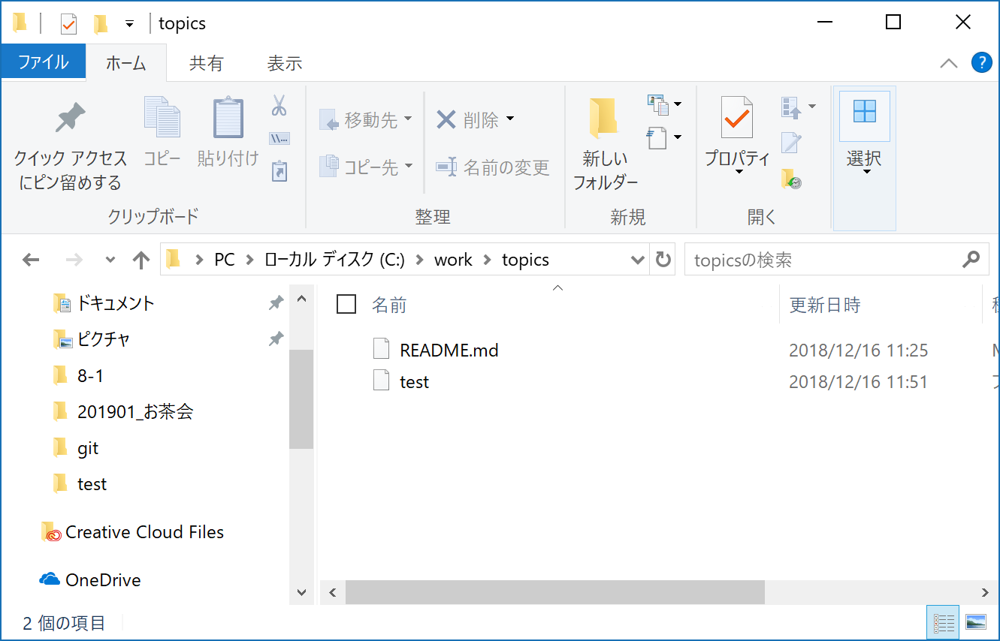 topics
ファイル
ホーム
共有
表示
クイック アクセス
にピン留めする
コピー
貼り付け
クリップボード
移動先
コピー先
削除
名前の変更
整理
新しい
フォルダー
新規
プロパティ
開く
選択
PC
ローカル ディスク (C:)
work
topics
topicsの検索
ドキュメント
ピクチャ
8-1
201901_お茶会
git
test
Creative Cloud Files
OneDrive
名前
更新日時
README.md
2018/12/16 11:25
test
2018/12/16 11:51
2 個の項目